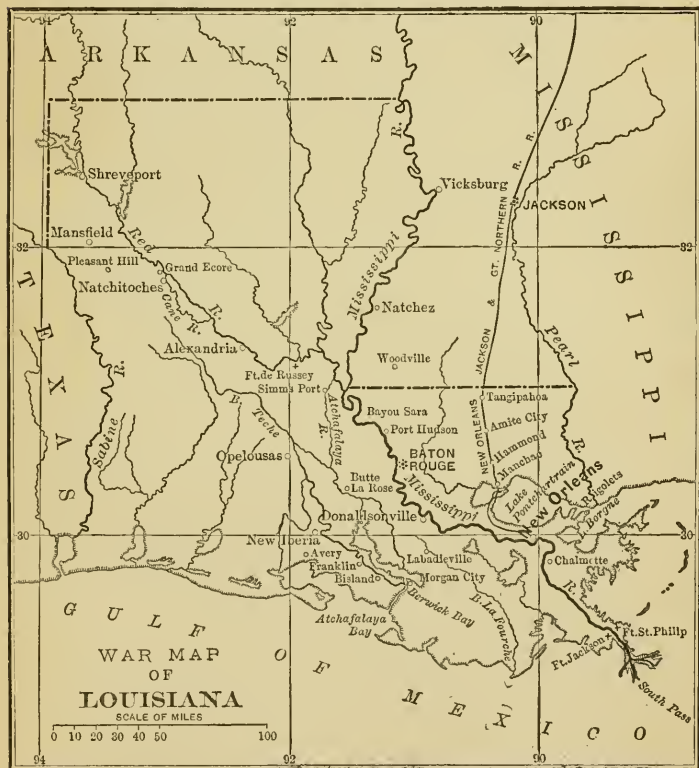 94
92
90
ARKANSAS
MISSISSIPPI
R.
Shreveport
Vicksburg
JACKSON
NEW ORLEANS JACKSON & GT. NORTHERN R. R.
Mansfield
Red
R.
32
32
Pleasant Hill
Grand Ecore
Natchitoches
Cane
R.
Mississippi
Natchez
TEXAS
Alexandria
Woodville
Pearl
R.
Ft. de Russey
Simm's Port
Sabine
R.
B. Teche
Atchafalaya
R.
Bayou Sara
Port Hudson
Tangipahoa
Amite City
Hammond
Manchac
Opelousas
BATON
ROUGE
Butte
La Rose
Mississippi
Lake
Pontchartrain
New Orleans
Rigolets
Borgne
Donaldsonville
30
30
New Iberia
Avery
Franklin
Bisland
Labadieville
Morgan City
Chalmette
R.
Berwick Bay
Atchafalaya
Bay
B. La Fourche
Ft. Jackson
Ft. St. Philip
South Pass
GULF OF MEXICO
WAR MAP
OF
LOUISIANA
SCALE OF MILES
0 10 20 30 40 50 100
94
92
90